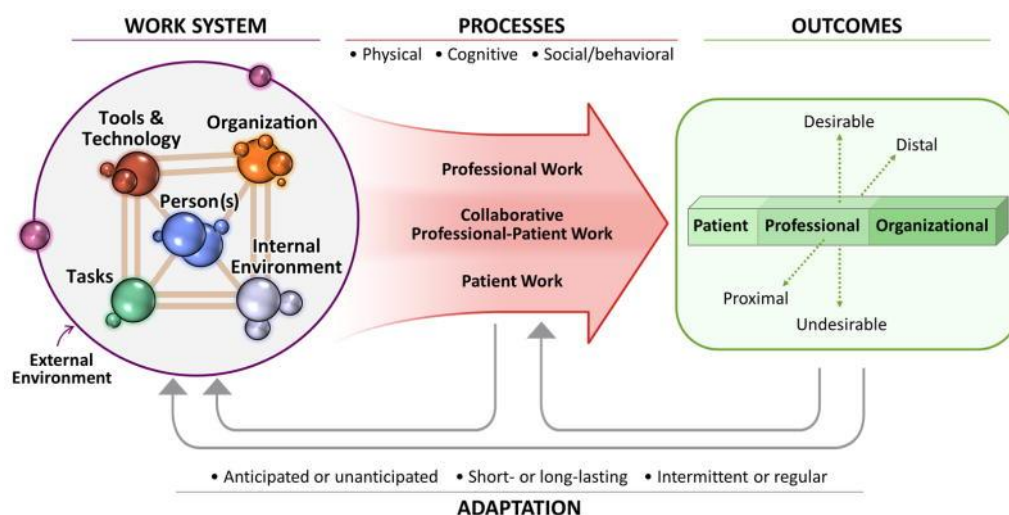 WORK SYSTEM
PROCESSES
• Physical • Cognitive • Social/behavioral
OUTCOMES
Tools &
Technology
Organization
Person(s)
Internal
Environment
Tasks
External
Environment
Professional Work
Collaborative
Professional-Patient Work
Patient Work
Desirable
Distal
Patient Professional Organizational
Proximal
Undesirable
• Anticipated or unanticipated • Short- or long-lasting • Intermittent or regular
ADAPTATION